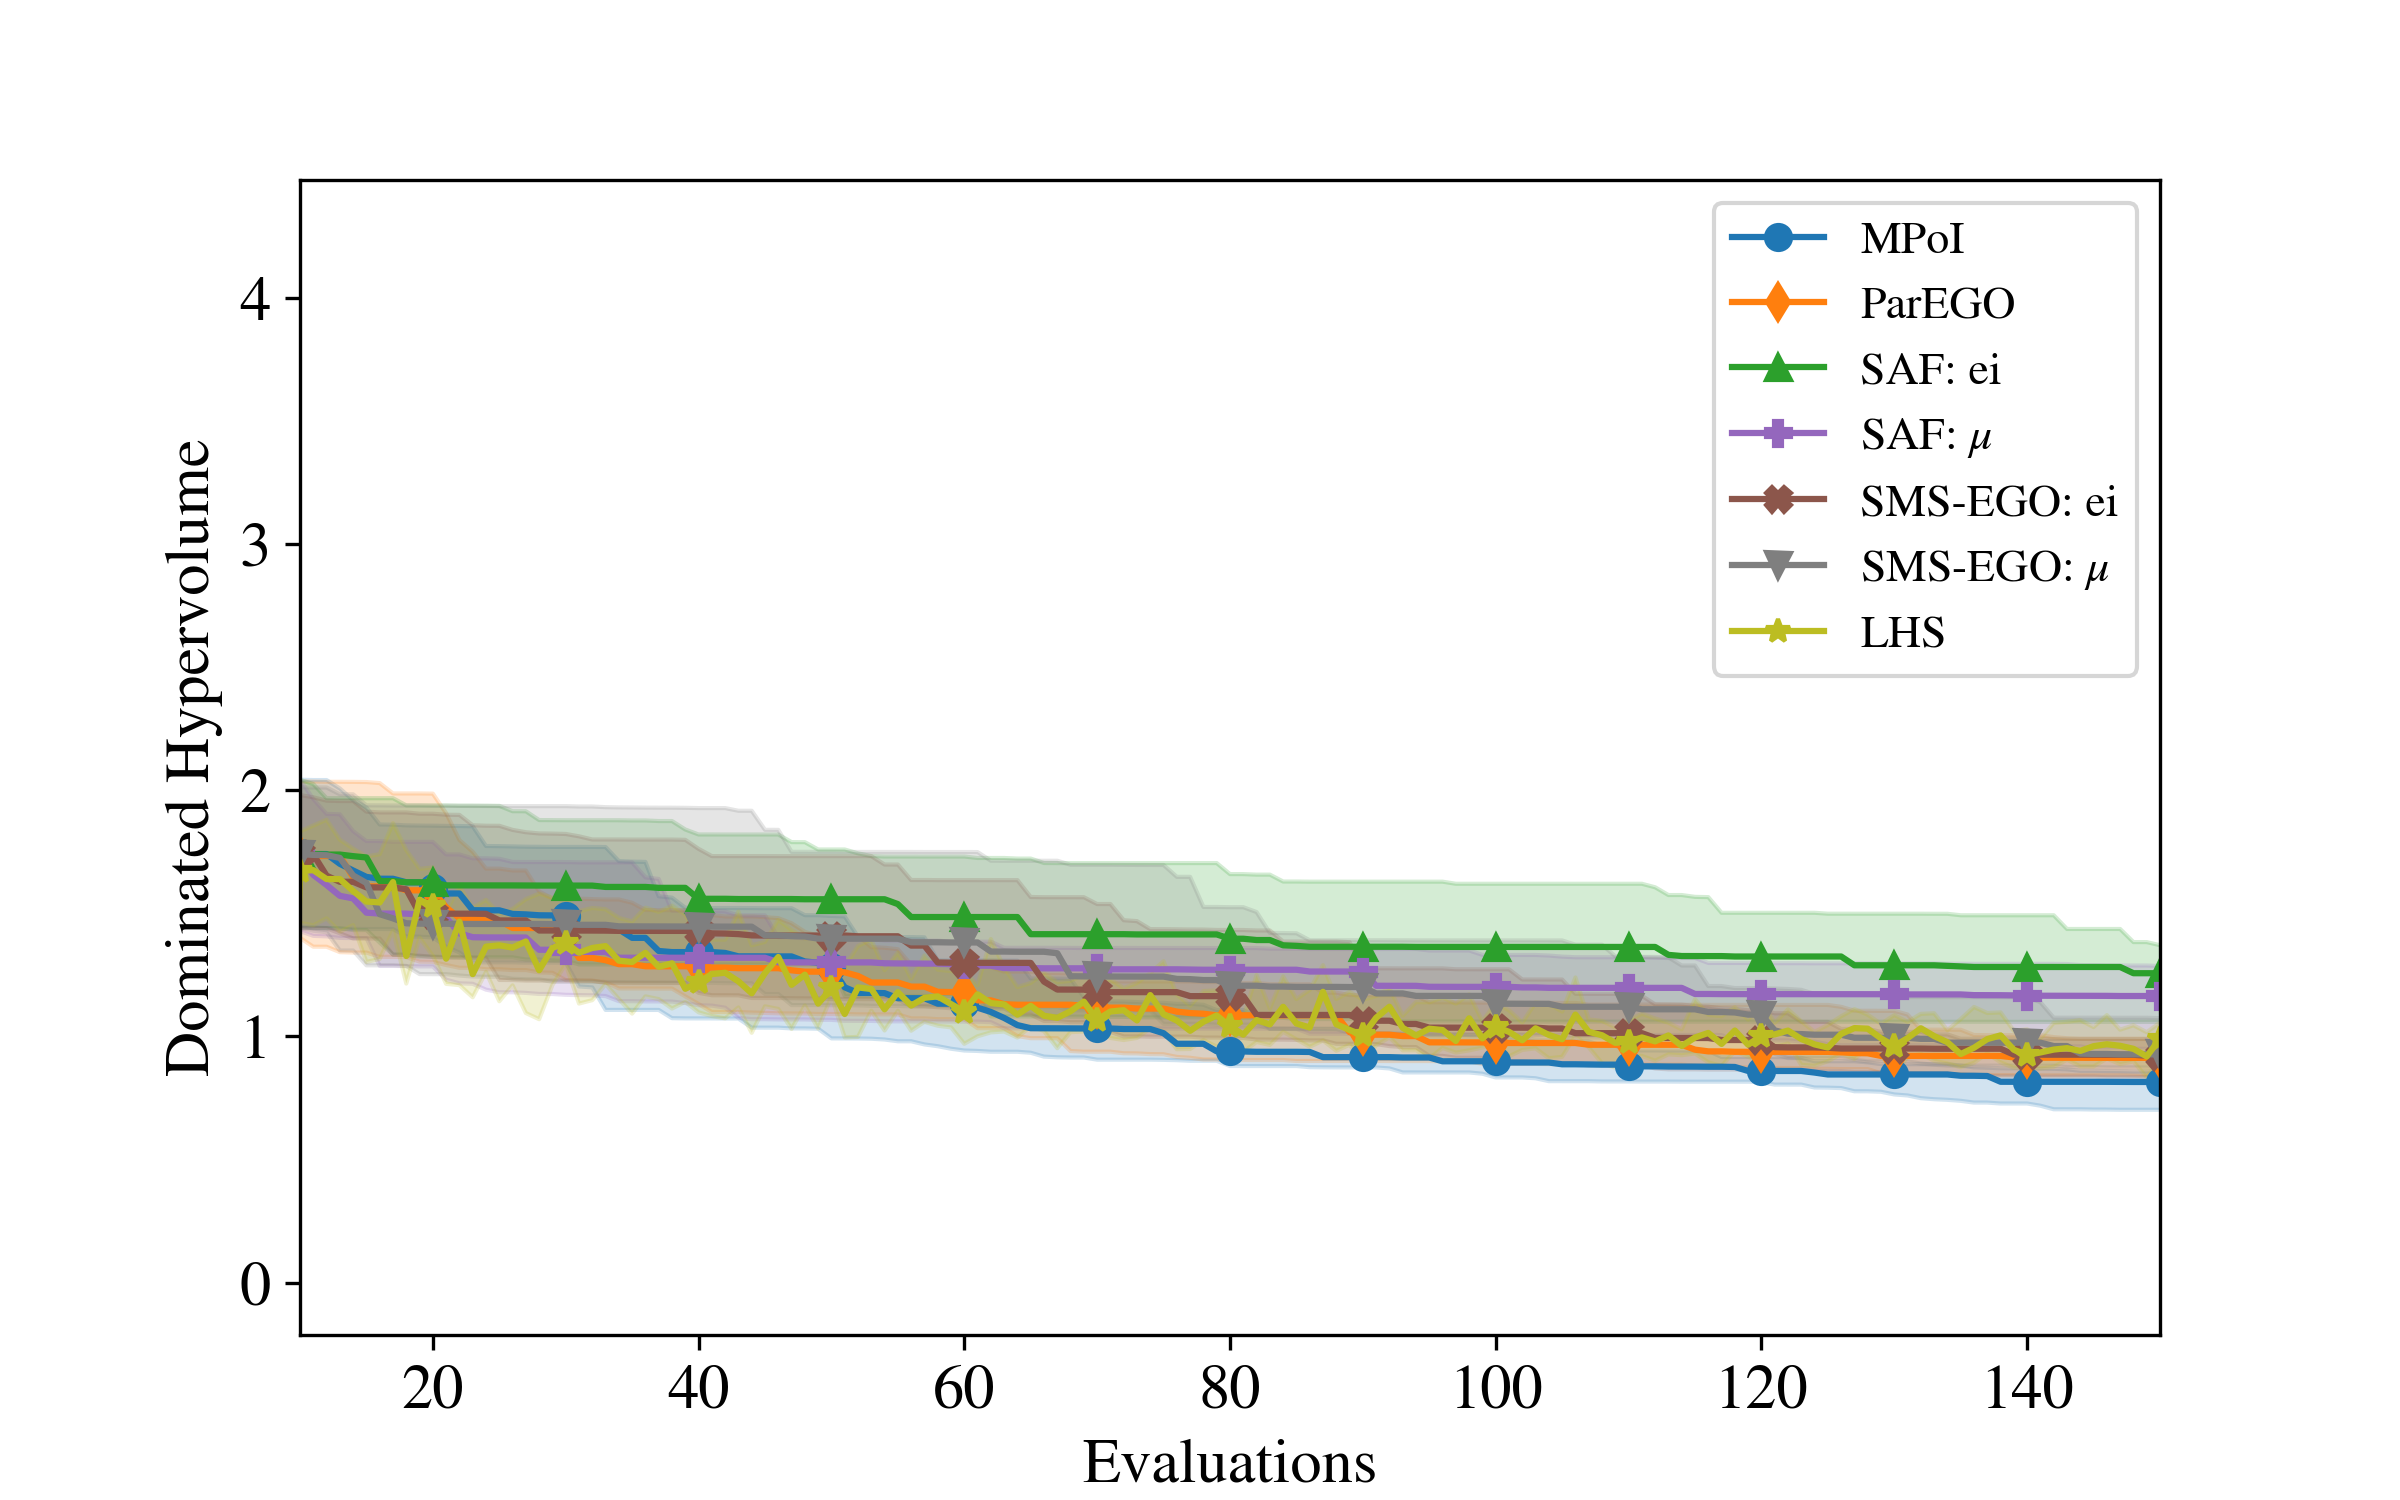 MPoI
ParEGO
SAF: ei
SAF: μ
SMS-EGO: ei
SMS-EGO: μ
LHS
Dominated Hypervolume
4
3
2
1
0
20 40 60 80 100 120 140
Evaluations